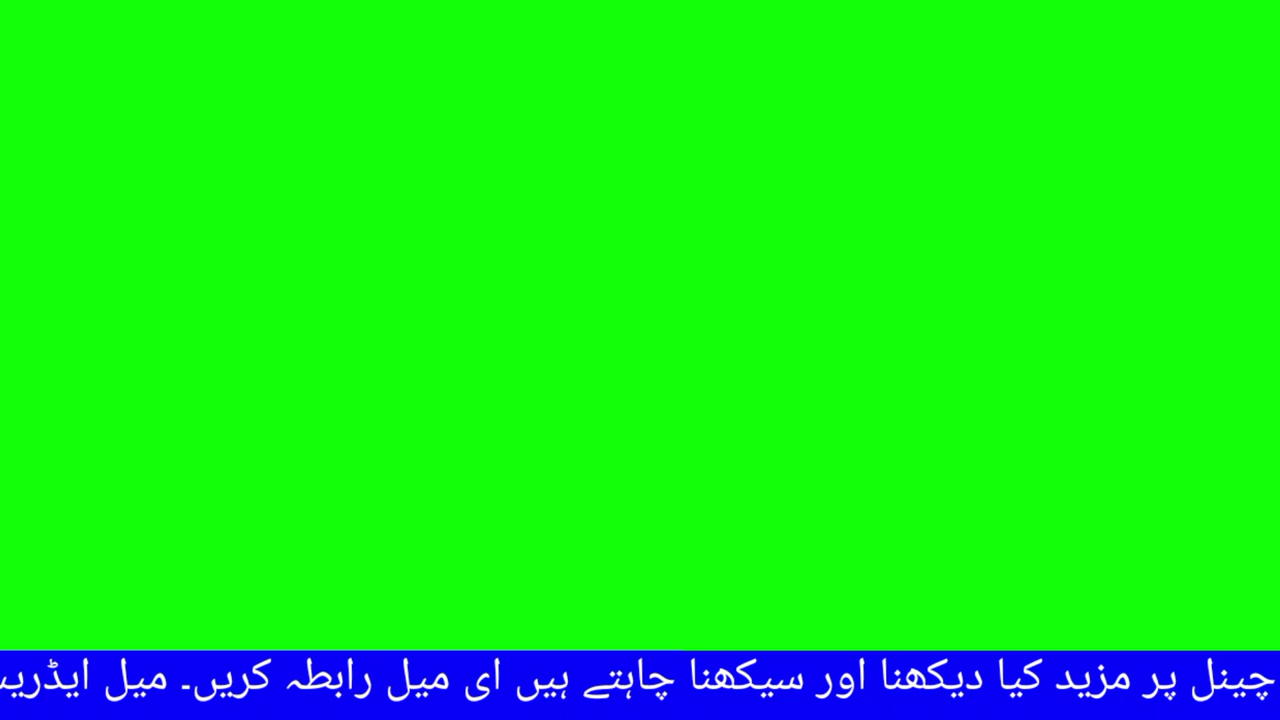 چینل پر مزید کیا دیکھنا اور سیکھنا چاہتے ہیں ای میل رابطہ کریں۔ میل